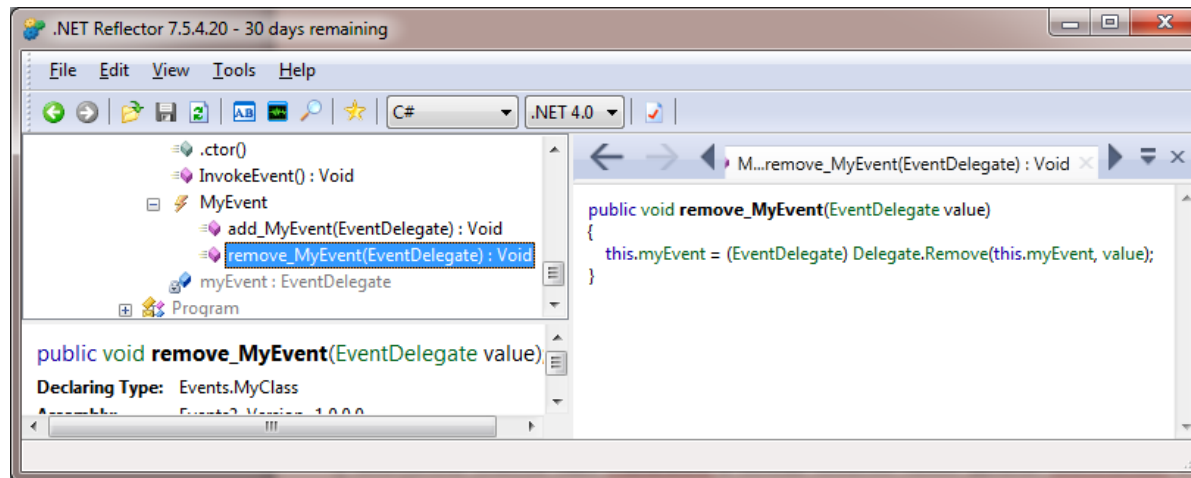 .NET Reflector 7.5.4.20 - 30 days remaining
File Edit View Tools Help
C# .NET 4.0
.ctor()
InvokeEvent() : Void
MyEvent
add_MyEvent(EventDelegate) : Void
remove_MyEvent(EventDelegate) : Void
myEvent : EventDelegate
Program
public void remove_MyEvent(EventDelegate value)
Declaring Type: Events.MyClass
M...remove_MyEvent(EventDelegate) : Void
public void remove_MyEvent(EventDelegate value)
{
this.myEvent = (EventDelegate) Delegate.Remove(this.myEvent, value);
}